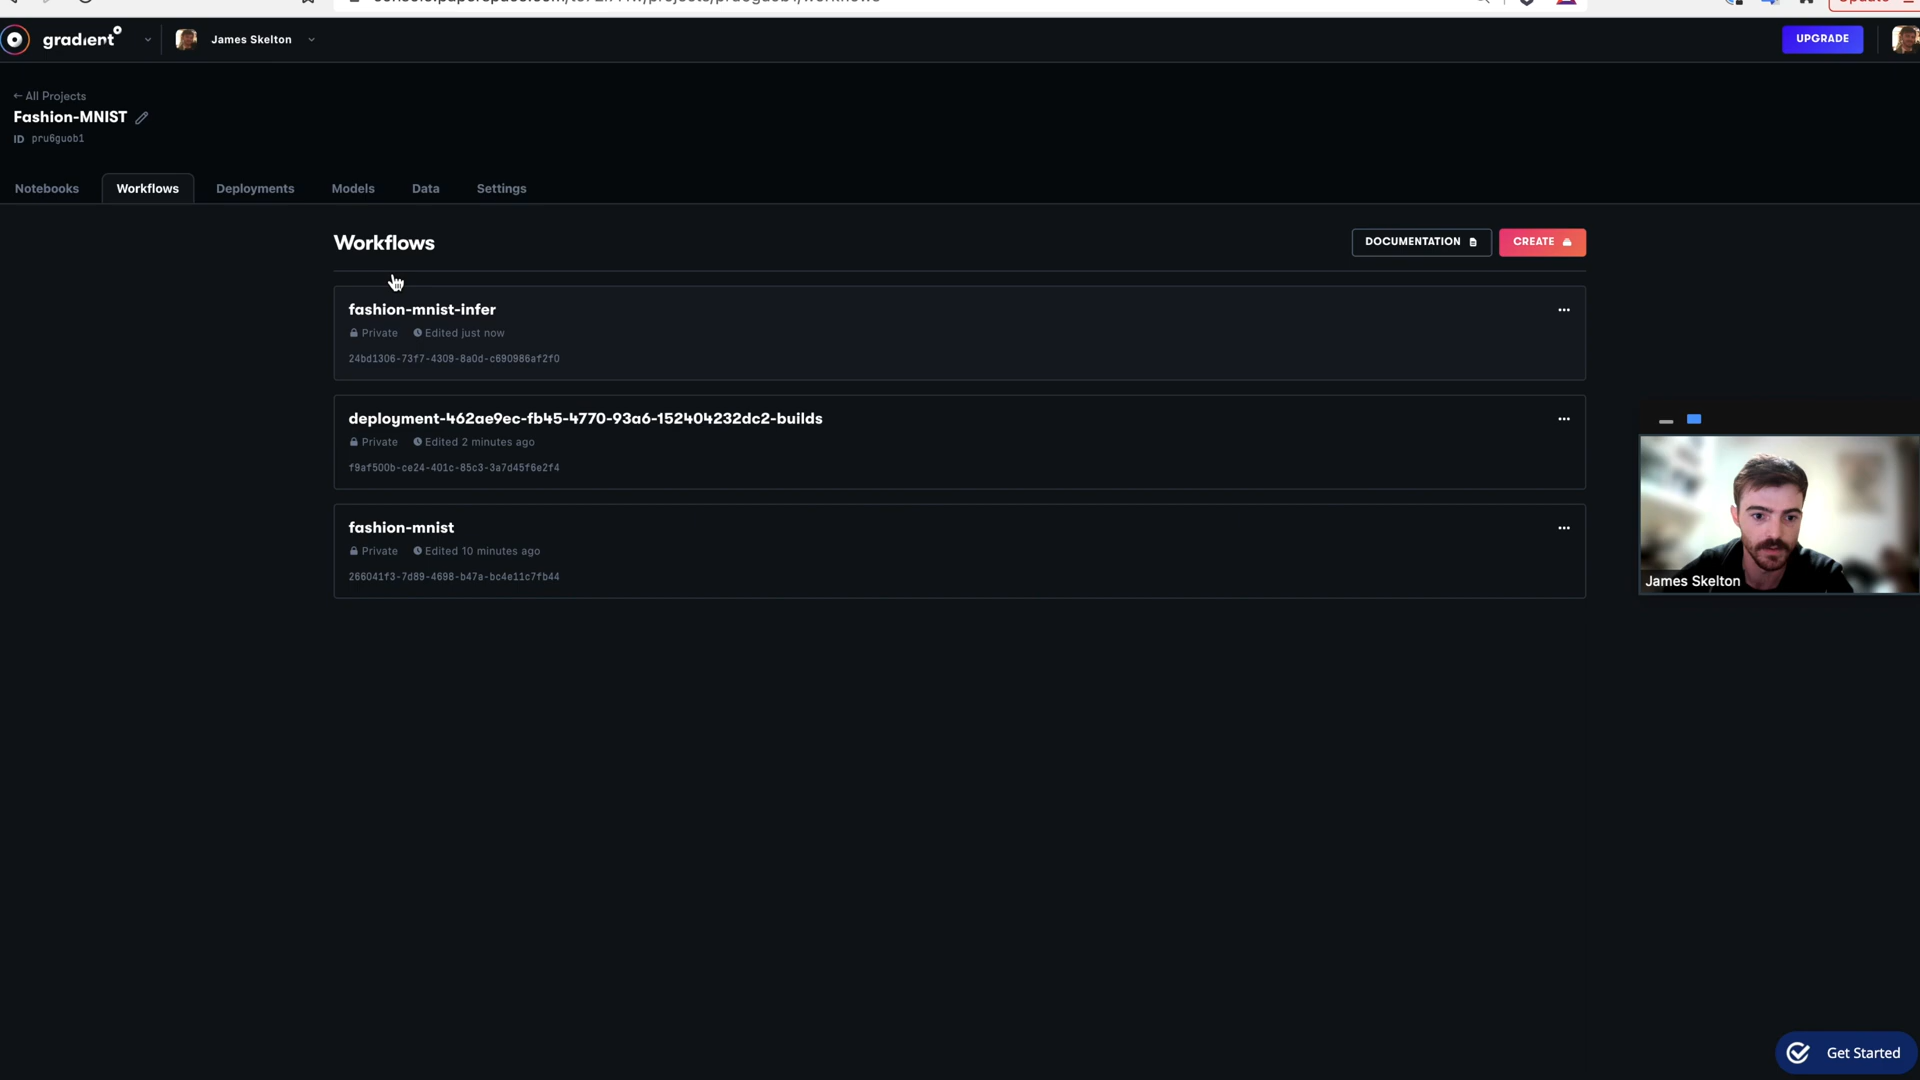 gradient
James Skelton
UPGRADE
← All Projects
Fashion-MNIST
ID pru6guob1
Notebooks
Workflows
Deployments
Models
Data
Settings
Workflows
DOCUMENTATION
CREATE
fashion-mnist-infer
Private Edited just now
24bd1306-73f7-4309-8a0d-c690986af2f0
deployment-462ae9ec-fb45-4770-93a6-152404232dc2-builds
Private Edited 2 minutes ago
f9af500b-ce24-401c-85c3-3a7d45f6e2f4
fashion-mnist
Private Edited 10 minutes ago
266041f3-7d89-4698-b47a-bc4e11c7fb44
James Skelton
Get Started